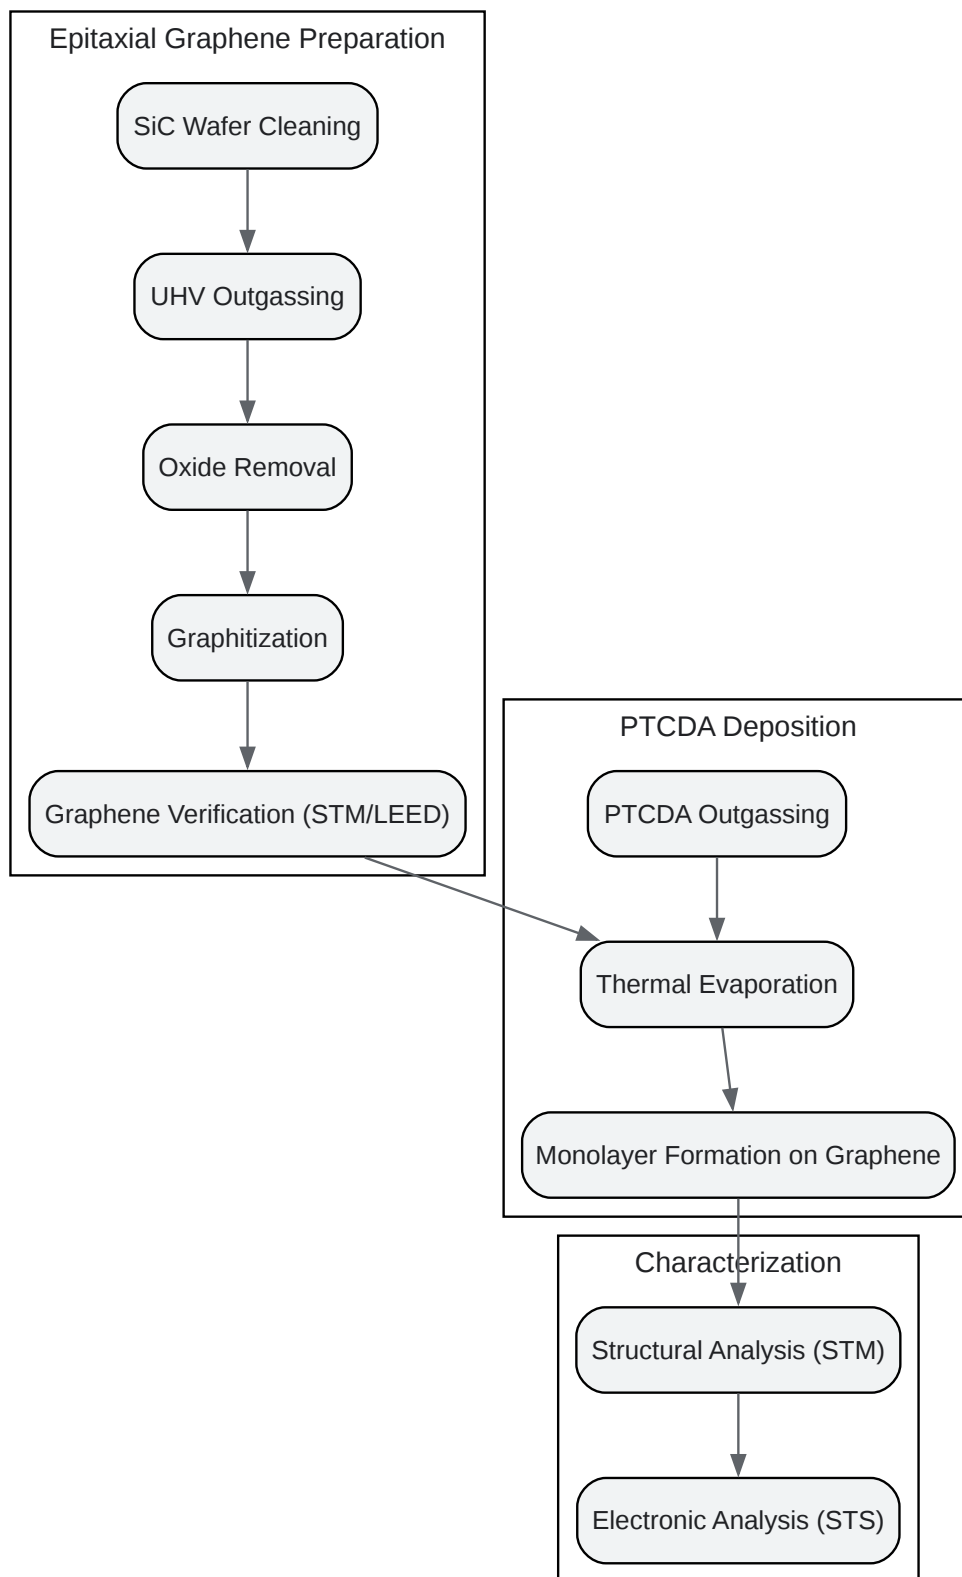 Epitaxial Graphene Preparation
SiC Wafer Cleaning
UHV Outgassing
Oxide Removal
Graphitization
Graphene Verification (STM/LEED)
PTCDA Deposition
PTCDA Outgassing
Thermal Evaporation
Monolayer Formation on Graphene
Characterization
Structural Analysis (STM)
Electronic Analysis (STS)